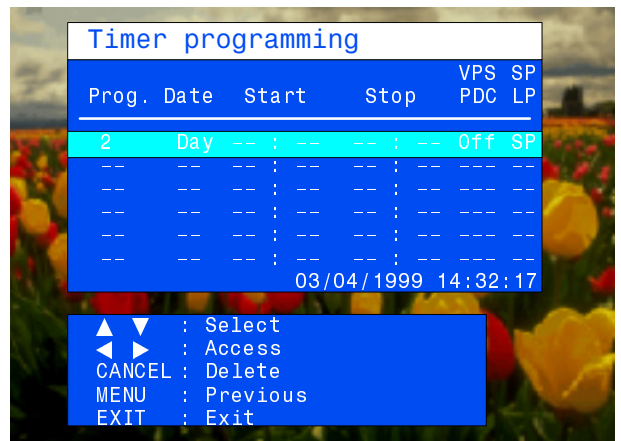 Timer programming
VPS SP
Prog. Date Start Stop PDC LP
2 Day -- : -- -- : -- Off SP
-- -- -- : -- -- : -- --- --
-- -- -- : -- -- : -- --- --
-- -- -- : -- -- : -- --- --
-- -- -- : -- -- : -- --- --
-- -- -- : -- -- : -- --- --
03/04/1999 14:32:17
▲ ▼ : Select
◀ ▶ : Access
CANCEL : Delete
MENU : Previous
EXIT : Exit